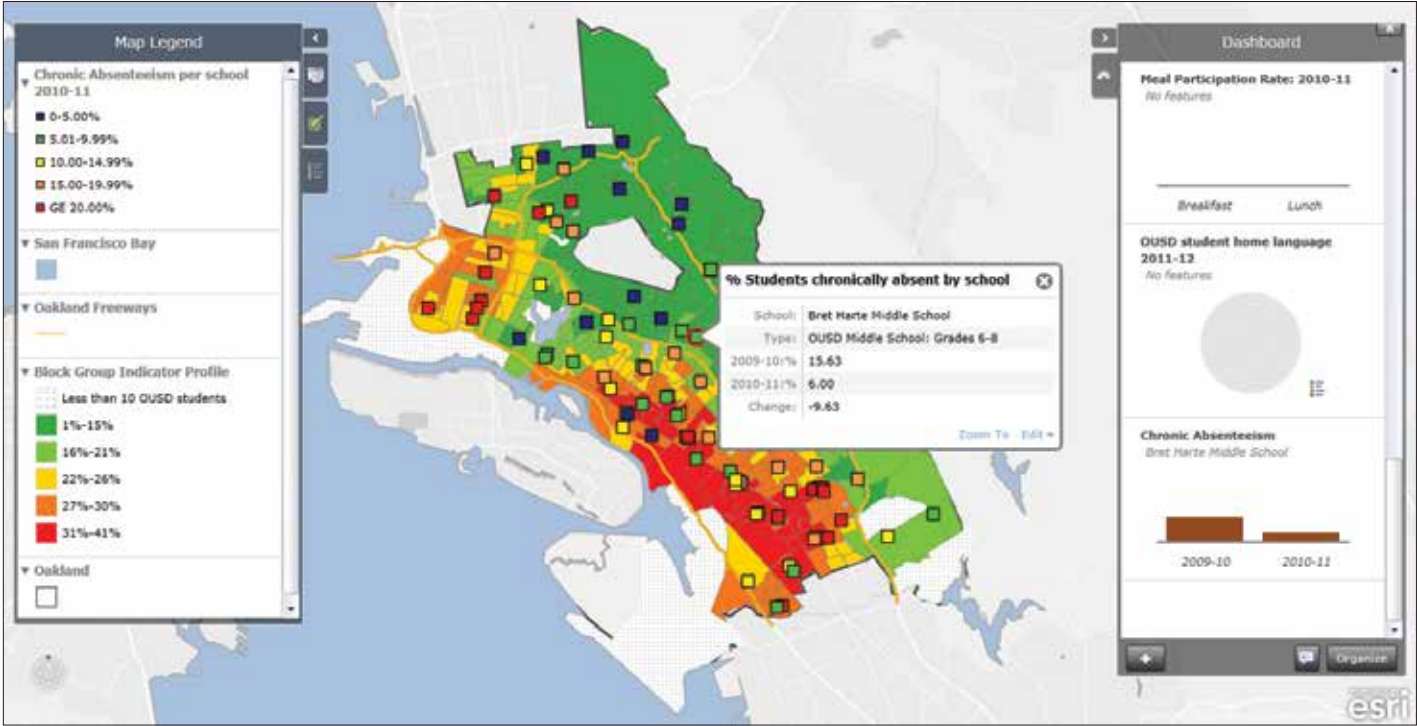 Map Legend
Chronic Absenteeism per school
2010-11
0-5.00%
5.01-9.99%
10.00-14.99%
15.00-19.99%
GE 20.00%
San Francisco Bay
Oakland Freeways
Block Group Indicator Profile
Less than 10 OUSD students
1%-15%
16%-21%
22%-26%
27%-30%
31%-41%
Oakland
% Students chronically absent by school
School: Bret Harte Middle School
Type: OUSD Middle School: Grades 6-8
2009-10:% 15.63
2010-11:% 6.00
Change: -9.63
Zoom To Edit
Dashboard
Meal Participation Rate: 2010-11
No features
Breakfast Lunch
OUSD student home language
2011-12
No features
Chronic Absenteeism
Bret Harte Middle School
2009-10 2010-11
Organize
esri